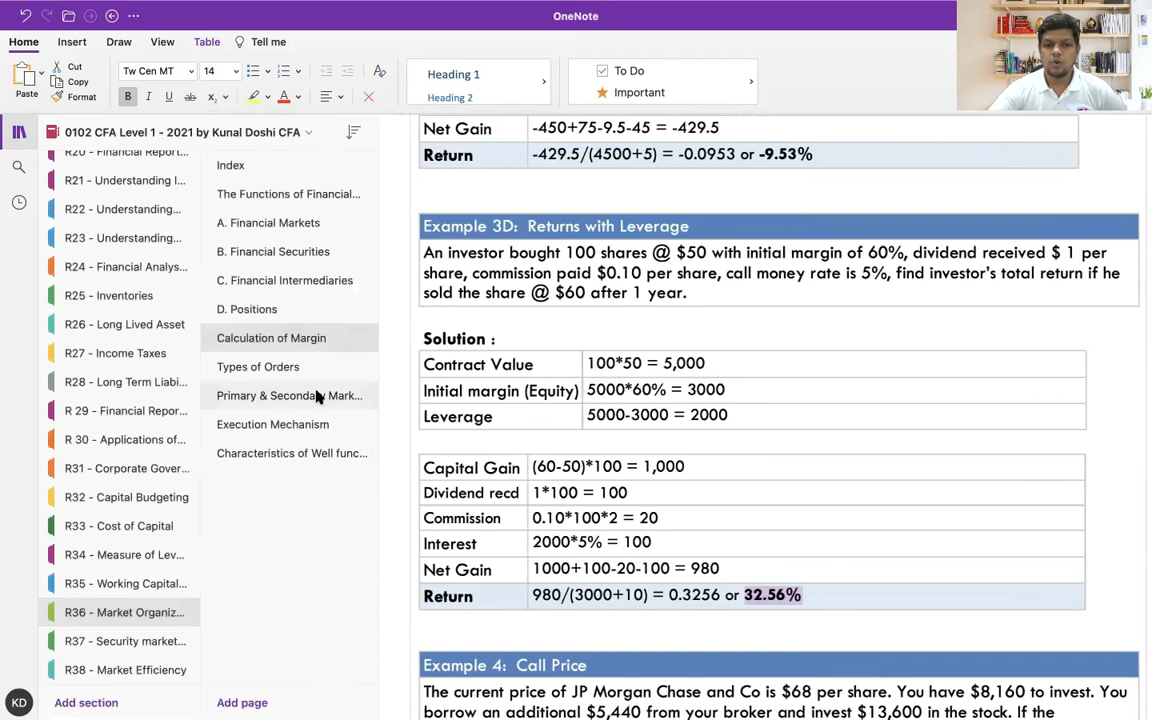 OneNote
Home
Insert
Draw
View
Table
Tell me
Paste
Cut
Copy
Format
Tw Cen MT
14
B I U ab x₂
A
Heading 1
Heading 2
To Do
Important
0102 CFA Level 1 - 2021 by Kunal Doshi CFA
R20 - Financial Report...
R21 - Understanding I...
R22 - Understanding...
R23 - Understanding...
R24 - Financial Analys...
R25 - Inventories
R26 - Long Lived Asset
R27 - Income Taxes
R28 - Long Term Liabi...
R 29 - Financial Repor...
R 30 - Applications of...
R31 - Corporate Gover...
R32 - Capital Budgeting
R33 - Cost of Capital
R34 - Measure of Lev...
R35 - Working Capital...
R36 - Market Organiz...
R37 - Security market...
R38 - Market Efficiency
KD
Add section
Index
The Functions of Financial...
A. Financial Markets
B. Financial Securities
C. Financial Intermediaries
D. Positions
Calculation of Margin
Types of Orders
Primary & Mark...
Execution Mechanism
Characteristics of Well func...
Add page
Net Gain -450+75-9.5-45 = -429.5
Return -429.5/(4500+5) = -0.0953 or -9.53%
Example 3D: Returns with Leverage
An investor bought 100 shares @ $50 with initial margin of 60%, dividend received $ 1 per
share, commission paid $0.10 per share, call money rate is 5%, find investor's total return if he
sold the share @ $60 after 1 year.
Solution :
Contract Value 100*50 = 5,000
Initial margin (Equity) 5000*60% = 3000
Leverage 5000-3000 = 2000
Capital Gain (60-50)*100 = 1,000
Dividend recd 1*100 = 100
Commission 0.10*100*2 = 20
Interest 2000*5% = 100
Net Gain 1000+100-20-100 = 980
Return 980/(3000+10) = 0.3256 or 32.56%
Example 4: Call Price
The current price of JP Morgan Chase and Co is $68 per share. You have $8,160 to invest. You
borrow an additional $5,440 from your broker and invest $13,600 in the stock. If the